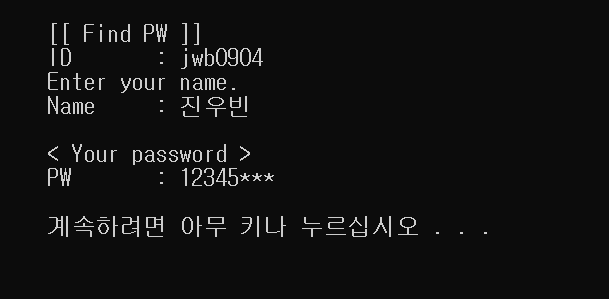 [[ Find PW ]]
ID : jwb0904
Enter your name.
Name : 진우빈
< Your password >
PW : 12345***
계속하려면 아무 키나 누르십시오 . . .